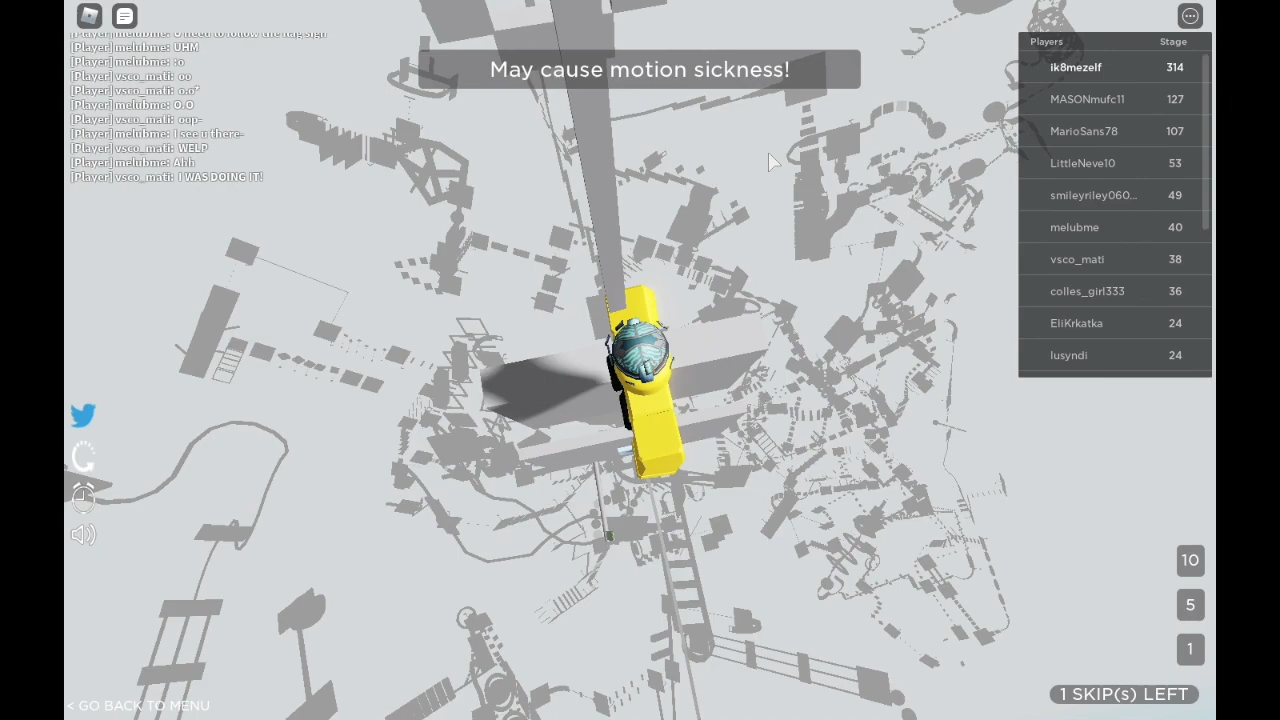 [Player] melubme: UHM
[Player] melubme: :o
[Player] vsco_mati: oo
[Player] vsco_mati: o.o*
[Player] melubme: O.O
[Player] vsco_mati: oup-
[Player] melubme: I see u there-
[Player] vsco_mati: WELP
[Player] melubme: Ahh
[Player] vsco_mati: I WAS DOING IT!
May cause motion sickness!
Players Stage
ik8mezelf 314
MASONmufc11 127
MarioSans78 107
LittleNeve10 53
smileyriley060... 49
melubme 40
vsco_mati 38
colles_girl333 36
EliKrkatka 24
lusyndi 24
10
5
1
1 SKIP(s) LEFT
< GO BACK TO MENU